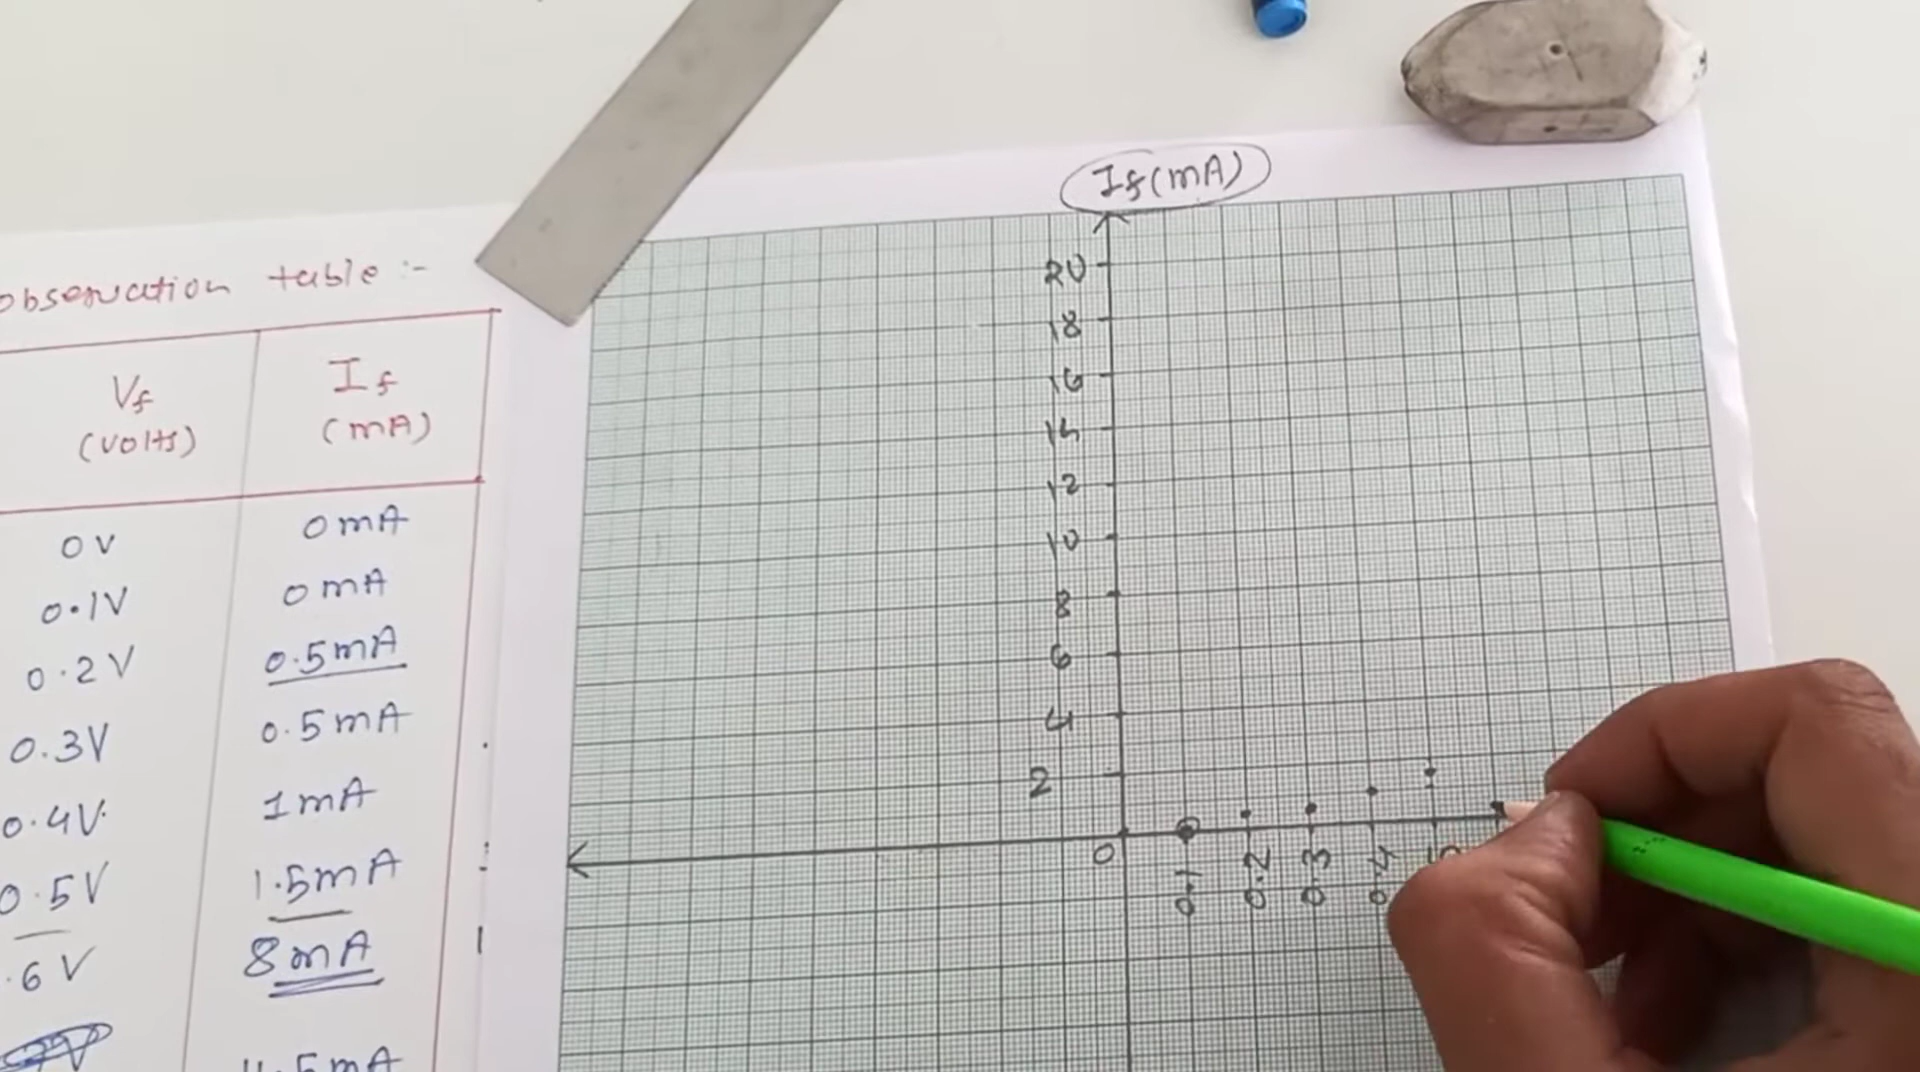 observation table :-
Vf If
(volts) (mA)
0V 0mA
0.1V 0mA
0.2V 0.5mA
0.3V 0.5mA
0.4V 1mA
0.5V 1.5mA
.6V 8mA
If(mA)
20
18
16
14
12
10
8
6
4
2
0 0.1 0.2 0.3 0.4